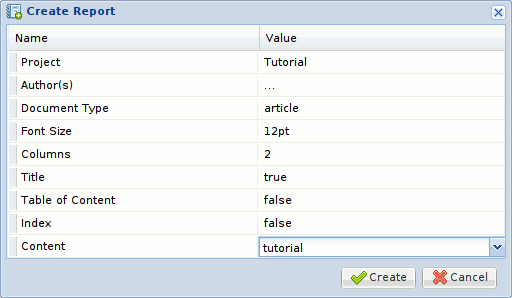 Create Report
Name Value
Project Tutorial
Author(s) ...
Document Type article
Font Size 12pt
Columns 2
Title true
Table of Content false
Index false
Content tutorial
Create Cancel